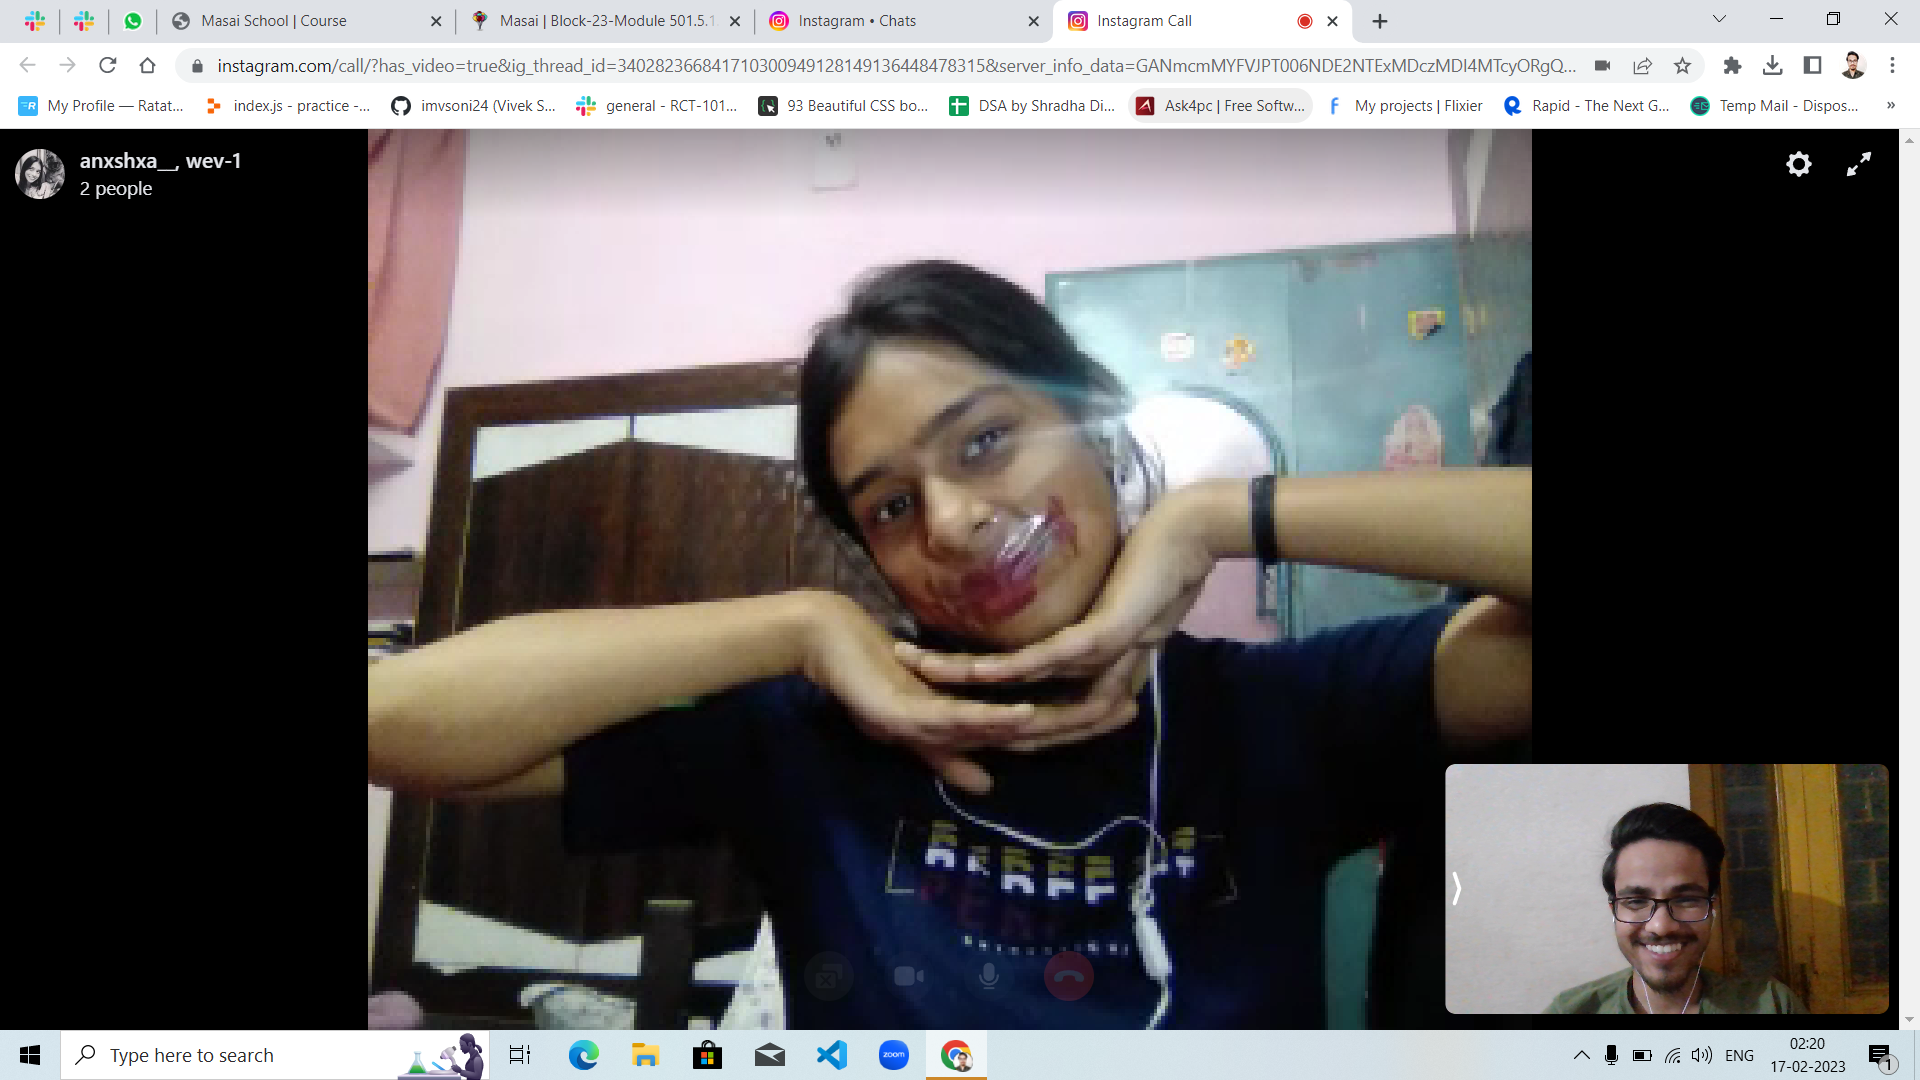 Masai School | Course
Masai | Block-23-Module 501.5.1
Instagram • Chats
Instagram Call
instagram.com/call/?has_video=true&ig_thread_id=340282366841710300949128149136448478315&server_info_data=GANmcmMYFVJPT006NDE2NTExMDczMDI4MTcyORgQ...
My Profile — Ratat...
index.js - practice -...
imvsoni24 (Vivek S...
general - RCT-101...
93 Beautiful CSS bo...
DSA by Shradha Di...
Ask4pc | Free Softw...
My projects | Flixier
Rapid - The Next G...
Temp Mail - Dispos...
»
anxshxa__, wev-1
2 people
Type here to search
zoom
ENG
02:20
17-02-2023
1